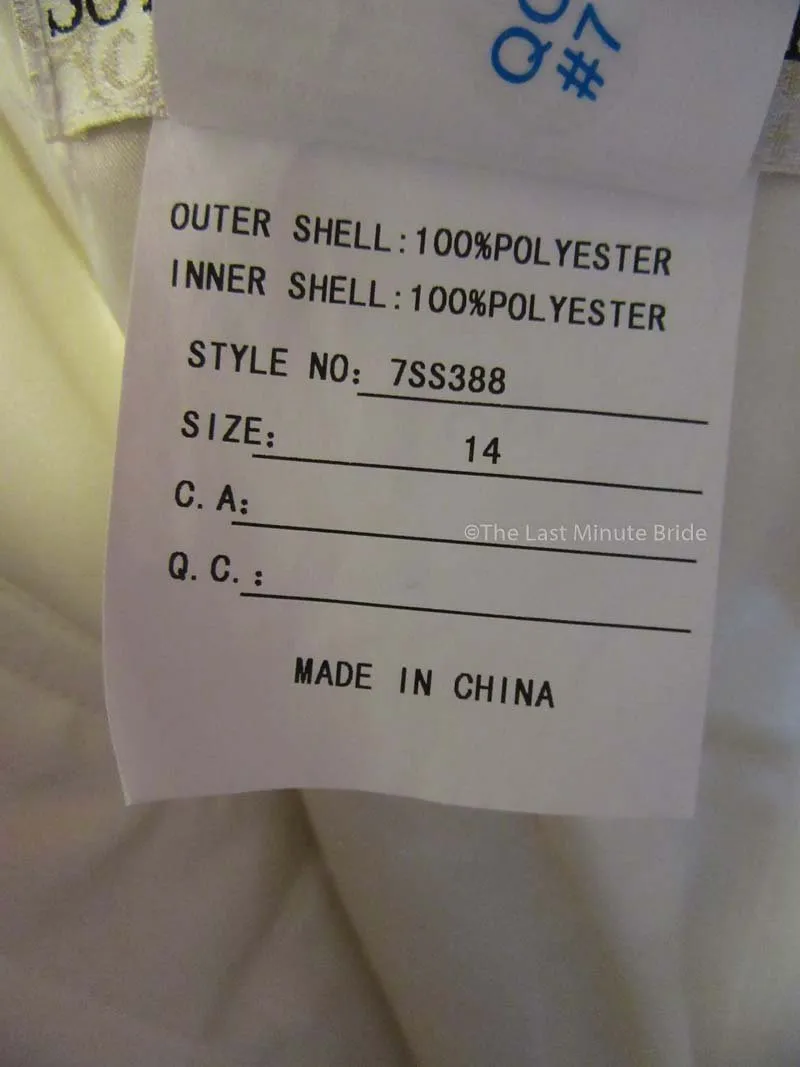 #7
OUTER SHELL:100%POLYESTER
INNER SHELL:100%POLYESTER
STYLE NO: 7SS388
SIZE: 14
C.A:
©The Last Minute Bride
Q.C.:
MADE IN CHINA